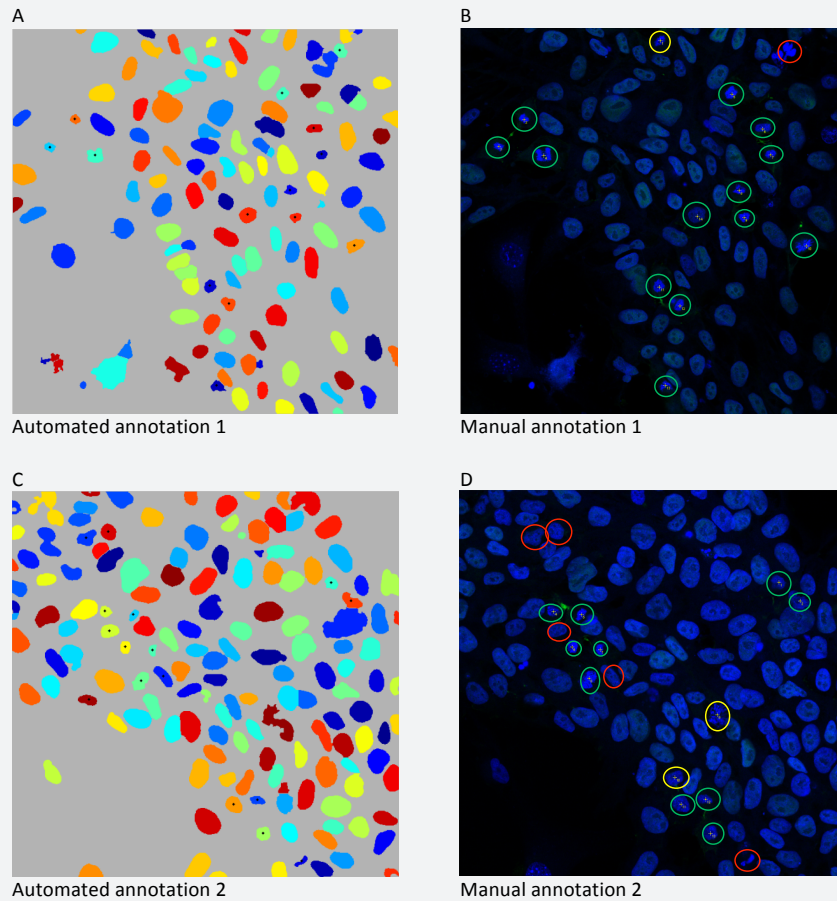 A
B
Automated annotation 1
Manual annotation 1
C
D
Automated annotation 2
Manual annotation 2